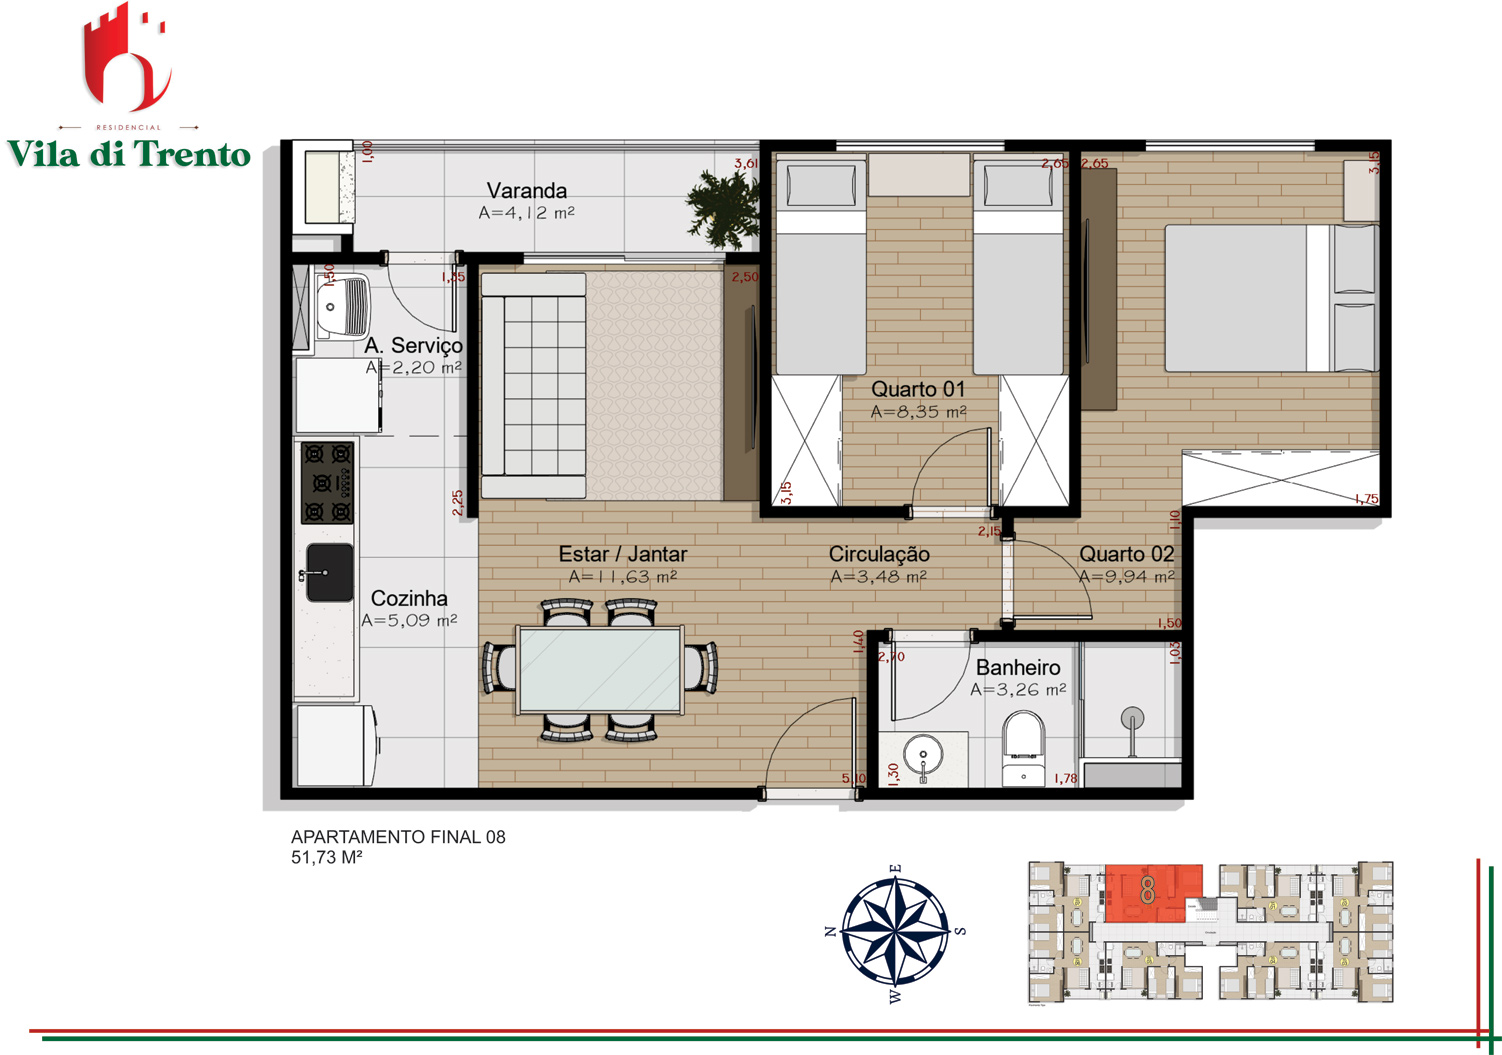 RESIDENCIAL
Vila di Trento
1,00
3,61
Varanda
A=4,12 m²
2,65
2,65
3,15
1,50
1,35
2,50
A. Serviço
A=2,20 m²
Quarto 01
A=8,35 m²
2,25
3,15
1,75
2,15
1,10
Estar / Jantar
A=11,63 m²
Circulação
A=3,48 m²
Quarto 02
A=9,94 m²
Cozinha
A=5,09 m²
1,50
1,40
2,70
1,03
Banheiro
A=3,26 m²
5,10
1,30
1,78
APARTAMENTO FINAL 08
51,73 M²
E
N
S
W
8